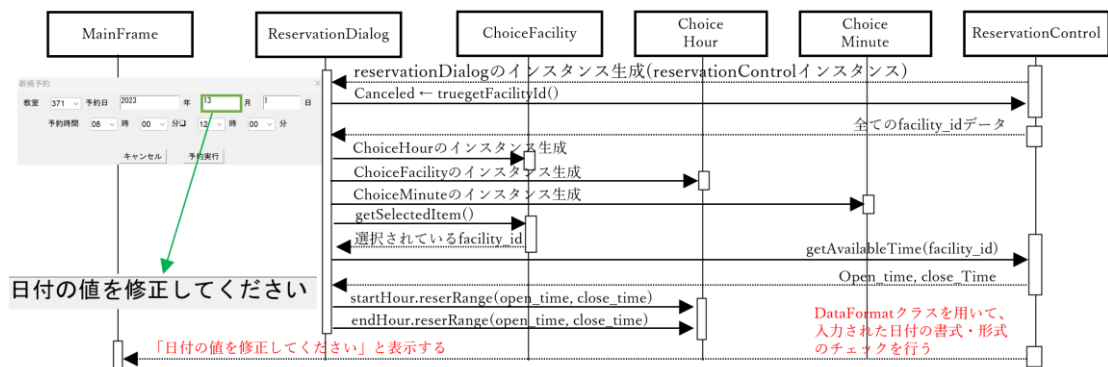 MainFrame
ReservationDialog
ChoiceFacility
Choice
Hour
Choice
Minute
ReservationControl
新規予約
教室 371 予約日 2023 年 13 月 1 日
予約時間 08 時 00 分 12 時 00 分
キャンセル 予約実行
reservationDialogのインスタンス生成(reservationControlインスタンス)
Canceled ← truegetFacilityId()
全てのfacility_idデータ
ChoiceHourのインスタンス生成
ChoiceFacilityのインスタンス生成
ChoiceMinuteのインスタンス生成
getSelectedItem()
選択されているfacility_id
getAvailableTime(facility_id)
Open_time, close_Time
日付の値を修正してください
startHour.reserRange(open_time, close_time)
endHour.reserRange(open_time, close_time)
DataFormatクラスを用いて、
入力された日付の書式・形式
のチェックを行う
「日付の値を修正してください」と表示する